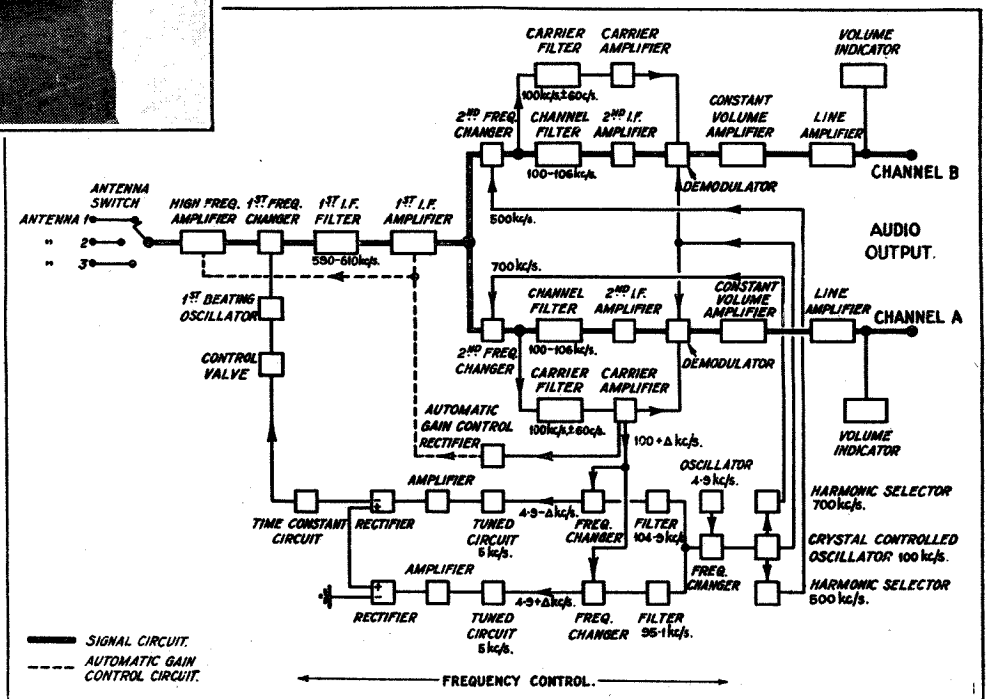 CARRIER FILTER
CARRIER AMPLIFIER
VOLUME INDICATOR
100kc/s.±60c/s.
2ND FREQ. CHANGER
CHANNEL FILTER
2ND I.F. AMPLIFIER
CONSTANT VOLUME AMPLIFIER
LINE AMPLIFIER
100-106kc/s.
DEMODULATOR
CHANNEL B
ANTENNA SWITCH
ANTENNA 1
" 2
" 3
HIGH FREQ. AMPLIFIER
1ST FREQ. CHANGER
1ST I.F. FILTER
1ST I.F. AMPLIFIER
590-610kc/s.
500kc/s.
AUDIO OUTPUT.
700kc/s.
1ST BEATING OSCILLATOR
CHANNEL FILTER
2ND I.F. AMPLIFIER
CONSTANT VOLUME AMPLIFIER
LINE AMPLIFIER
CHANNEL A
CONTROL VALVE
2ND FREQ. CHANGER
100-106kc/s.
DEMODULATOR
CARRIER FILTER
CARRIER AMPLIFIER
100kc/s.±60c/s.
VOLUME INDICATOR
AUTOMATIC GAIN CONTROL RECTIFIER
100+Δkc/s.
OSCILLATOR 4·9kc/s.
AMPLIFIER
HARMONIC SELECTOR 700kc/s.
TIME CONSTANT CIRCUIT
RECTIFIER
TUNED CIRCUIT 5kc/s.
4·9-Δkc/s.
FREQ. CHANGER
FILTER 104·9kc/s.
CRYSTAL CONTROLLED OSCILLATOR 100kc/s.
FREQ. CHANGER
AMPLIFIER
HARMONIC SELECTOR 500kc/s.
RECTIFIER
TUNED CIRCUIT 5kc/s.
4·9+Δkc/s.
FREQ. CHANGER
FILTER 95·1kc/s.
SIGNAL CIRCUIT.
AUTOMATIC GAIN CONTROL CIRCUIT.
FREQUENCY CONTROL.